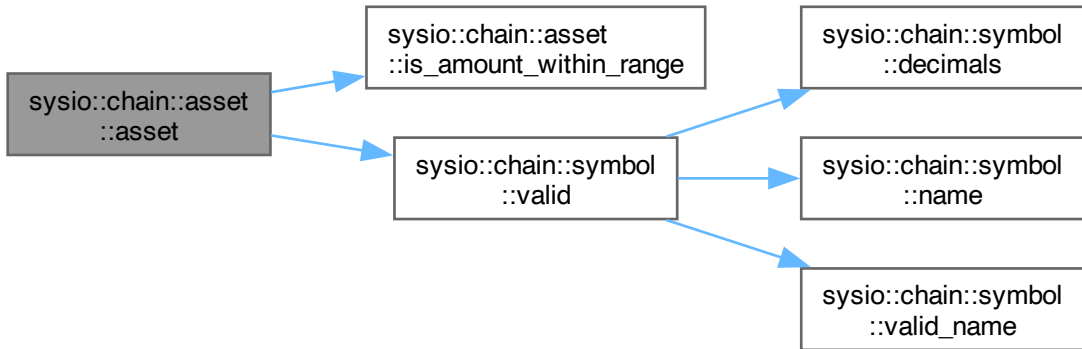 sysio::chain::asset
::asset
sysio::chain::asset
::is_amount_within_range
sysio::chain::symbol
::valid
sysio::chain::symbol
::decimals
sysio::chain::symbol
::name
sysio::chain::symbol
::valid_name